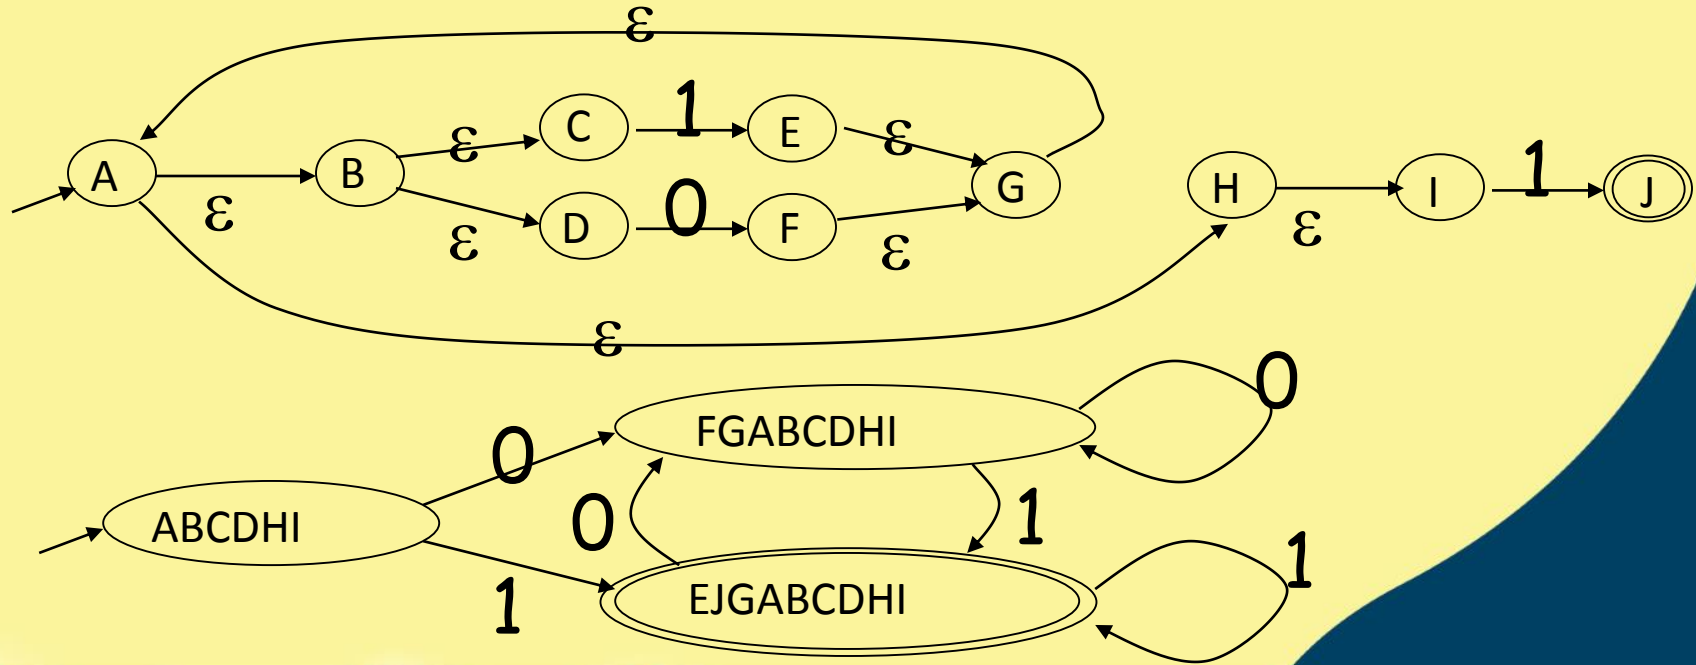 ε
C 1 E
ε ε
A B G H I 1 J
ε D 0 F
ε ε ε
ε
0
FGABCDHI
0
ABCDHI 0 1
1
EJGABCDHI
1